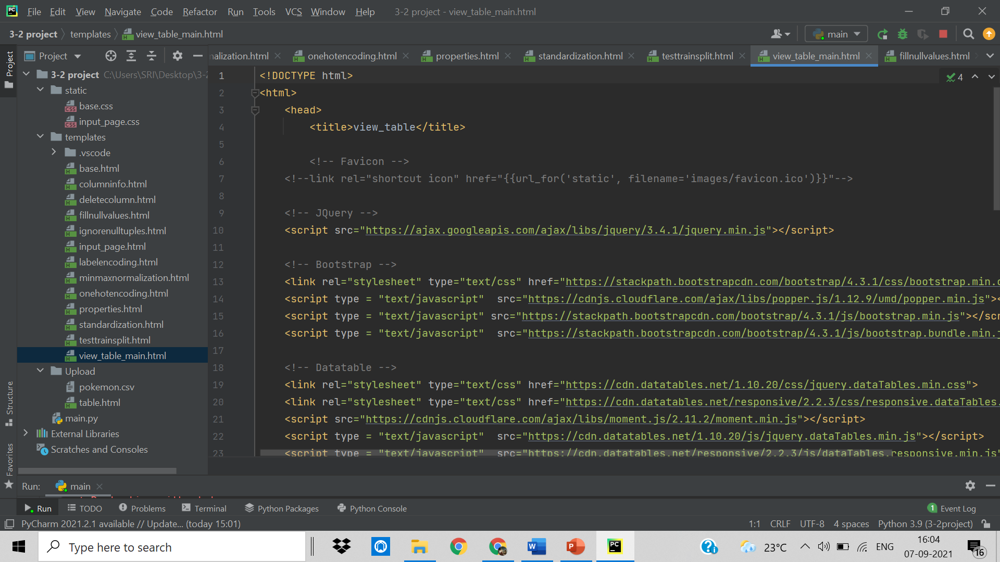 File Edit View Navigate Code Refactor Run Tools VCS Window Help 3-2 project - view_table_main.html
3-2 project templates view_table_main.html main
Project nalization.html onehotencoding.html properties.html standardization.html testtrainsplit.html view_table_main.html fillnullvalues.html
Project
Structure
Favorites
3-2 project C:\Users\SRI\Desktop\3-2
static
base.css
input_page.css
templates
.vscode
base.html
columninfo.html
deletecolumn.html
fillnullvalues.html
ignorenulltuples.html
input_page.html
labelencoding.html
minmaxnormalization.html
onehotencoding.html
properties.html
standardization.html
testtrainsplit.html
view_table_main.html
Upload
pokemon.csv
table.html
main.py
External Libraries
Scratches and Consoles
4
1 <!DOCTYPE html>
2 <html>
3 <head>
4 <title>view_table</title>
5
6 <!-- Favicon -->
7 <!--link rel="shortcut icon" href="{{url_for('static', filename='images/favicon.ico')}}"-->
8
9 <!-- JQuery -->
10 <script src="https://ajax.googleapis.com/ajax/libs/jquery/3.4.1/jquery.min.js"></script>
11
12 <!-- Bootstrap -->
13 <link rel="stylesheet" type="text/css" href="https://stackpath.bootstrapcdn.com/bootstrap/4.3.1/css/bootstrap.min.c
14 <script type = "text/javascript" src="https://cdnjs.cloudflare.com/ajax/libs/popper.js/1.12.9/umd/popper.min.js"><
15 <script type = "text/javascript" src="https://stackpath.bootstrapcdn.com/bootstrap/4.3.1/js/bootstrap.min.js"></scr
16 <script type = "text/javascript" src="https://stackpath.bootstrapcdn.com/bootstrap/4.3.1/js/bootstrap.bundle.min.j
17
18 <!-- Datatable -->
19 <link rel="stylesheet" type="text/css" href="https://cdn.datatables.net/1.10.20/css/jquery.dataTables.min.css">
20 <link rel="stylesheet" type="text/css" href="https://cdn.datatables.net/responsive/2.2.3/css/responsive.dataTables.
21 <script src="https://cdnjs.cloudflare.com/ajax/libs/moment.js/2.11.2/moment.min.js"></script>
22 <script type = "text/javascript" src="https://cdn.datatables.net/1.10.20/js/jquery.dataTables.min.js"></script>
23 <script type = "text/javascript" src="https://cdn.datatables.net/responsive/2.2.3/js/dataTables.responsive.min.js"
Run: main
Run TODO Problems Terminal Python Packages Python Console 1 Event Log
PyCharm 2021.2.1 available // Update... (today 15:01) 1:1 CRLF UTF-8 4 spaces Python 3.9 (3-2project)
Type here to search 23°C ENG 16:04
07-09-2021 16